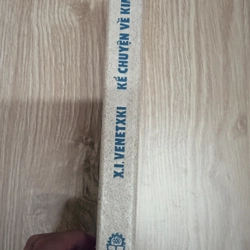 X.I. VENETXKI KỂ CHUYỆN VỀ KIM